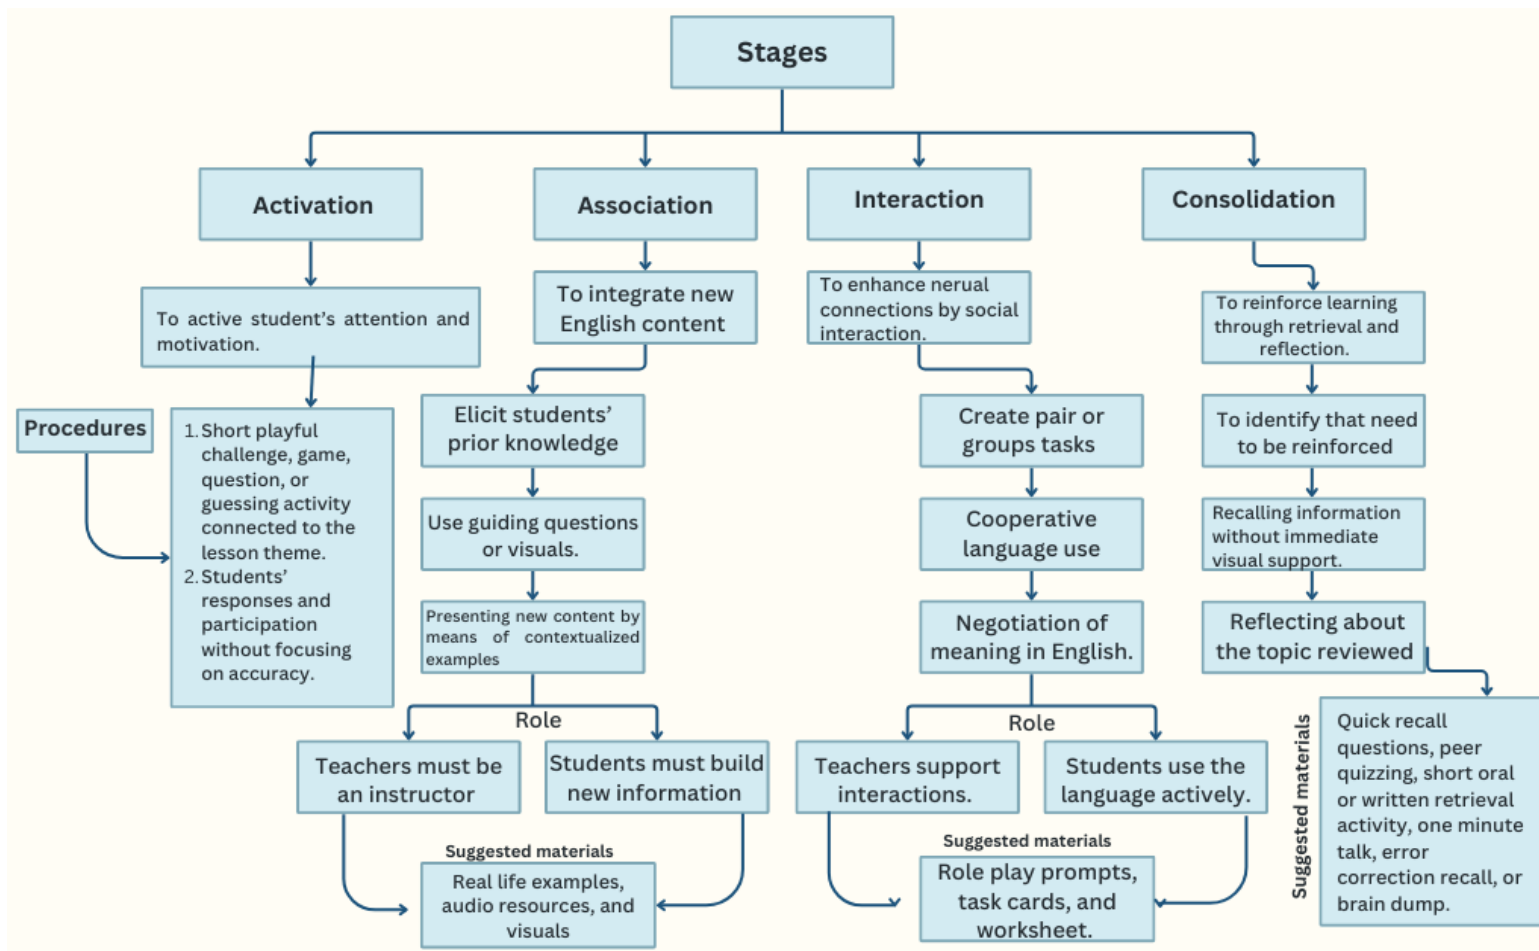 Stages
Activation
Association
Interaction
Consolidation
To active student's attention and
motivation.
To integrate new
English content
To enhance nerual
connections by social
interaction.
To reinforce learning
through retrieval and
reflection.
Procedures
1. Short playful
challenge, game,
question, or
guessing activity
connected to the
lesson theme.
2. Students'
responses and
participation
without focusing
on accuracy.
Elicit students'
prior knowledge
Use guiding questions
or visuals.
Presenting new content by
means of contextualized
examples
Role
Teachers must be
an instructor
Students must build
new information
Suggested materials
Real life examples,
audio resources, and
visuals
Create pair or
groups tasks
Cooperative
language use
Negotiation of
meaning in English.
Role
Teachers support
interactions.
Students use the
language actively.
Suggested materials
Role play prompts,
task cards, and
worksheet.
To identify that need
to be reinforced
Recalling information
without immediate
visual support.
Reflecting about
the topic reviewed
Suggested materials
Quick recall
questions, peer
quizzing, short oral
or written retrieval
activity, one minute
talk, error
correction recall, or
brain dump.